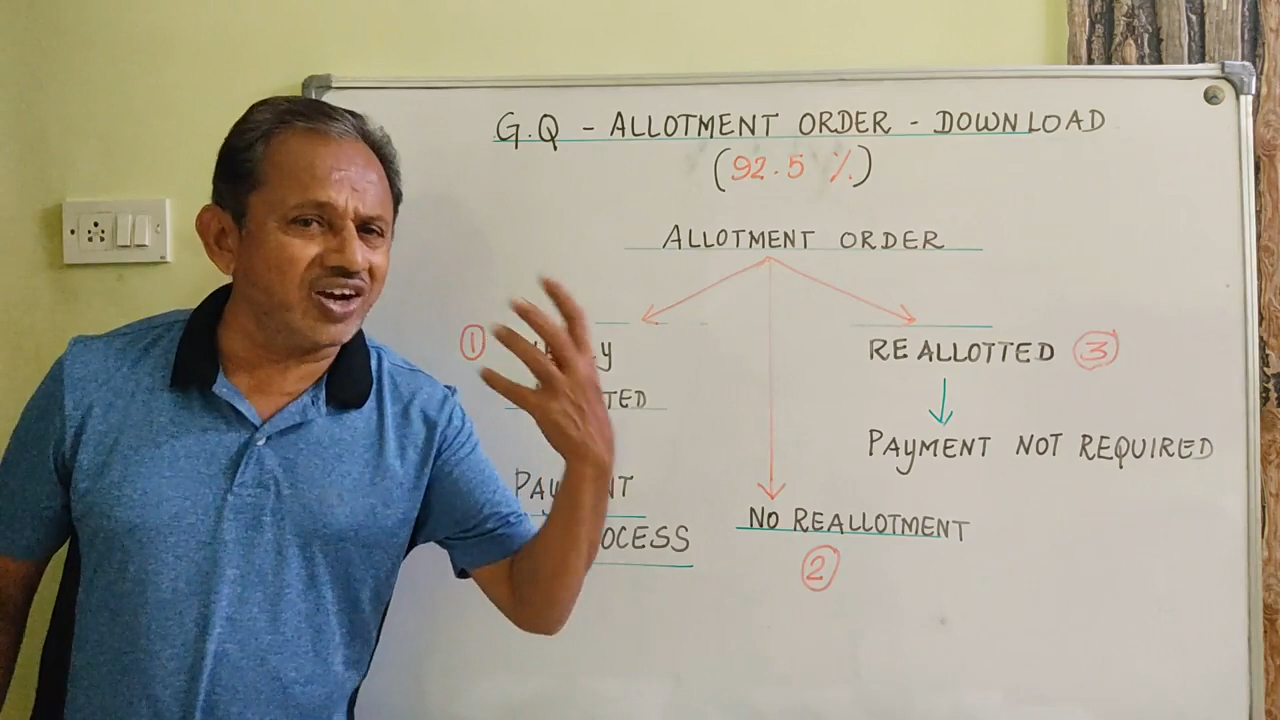 G.Q - ALLOTMENT ORDER - DOWNLOAD
(92.5 %)
ALLOTMENT ORDER
1
REALLOTTED 3
PAYMENT NOT REQUIRED
NO REALLOTMENT
2